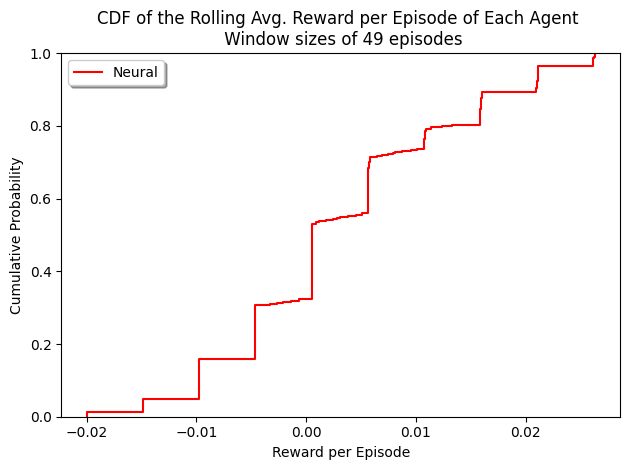 CDF of the Rolling Avg. Reward per Episode of Each Agent
Window sizes of 49 episodes
Neural
1.0
0.8
0.6
0.4
0.2
0.0
Cumulative Probability
−0.02
−0.01
0.00
0.01
0.02
Reward per Episode